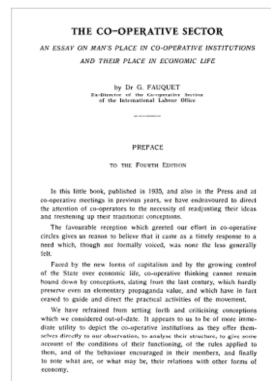 THE CO-OPERATIVE SECTOR
AN ESSAY ON MAN'S PLACE IN CO-OPERATIVE INSTITUTIONS
AND THEIR PLACE IN ECONOMIC LIFE
by Dr G. FAUQUET
Ex-Director of the Co-operative Section
of the International Labour Office
PREFACE
TO THE FOURTH EDITION
In this little book, published in 1935, and also in the Press and at
co-operative meetings in previous years, we have endeavoured to direct
the attention of co-operators to the necessity of readjusting their ideas
and freshening up their traditional conceptions.
The favourable reception which greeted our effort in co-operative
circles gives us reason to believe that it came as a timely response to a
need which, though not formally voiced, was none the less generally
felt.
Faced by the new forms of capitalism and by the growing control
of the State over economic life, co-operative thinking cannot remain
bound down by conceptions, dating from the last century, which hardly
preserve even an elementary propaganda value, and which have in fact
ceased to guide and direct the practical activities of the movement.
We have refrained from setting forth and criticising conceptions
which we considered out-of-date. It appears to us to be of more imme-
diate utility to depict the co-operative institutions as they offer them-
selves directly to our observation, to analyse their structure, to give some
account of the conditions of their functioning, of the rules applied to
them, and of the behaviour encouraged in their members, and finally
to note what are, or what may be, their relations with other forms of
economy.